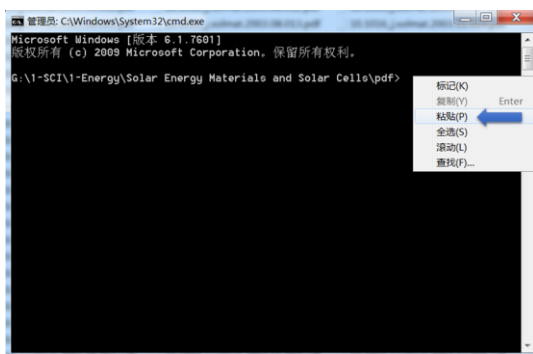 管理员: C:\Windows\System32\cmd.exe
Microsoft Windows [版本 6.1.7601]
版权所有 (c) 2009 Microsoft Corporation。保留所有权利。
G:\1-SCI\1-Energy\Solar Energy Materials and Solar Cells\pdf>
标记(K)
复制(Y) Enter
粘贴(P)
全选(S)
滚动(L)
查找(F)...